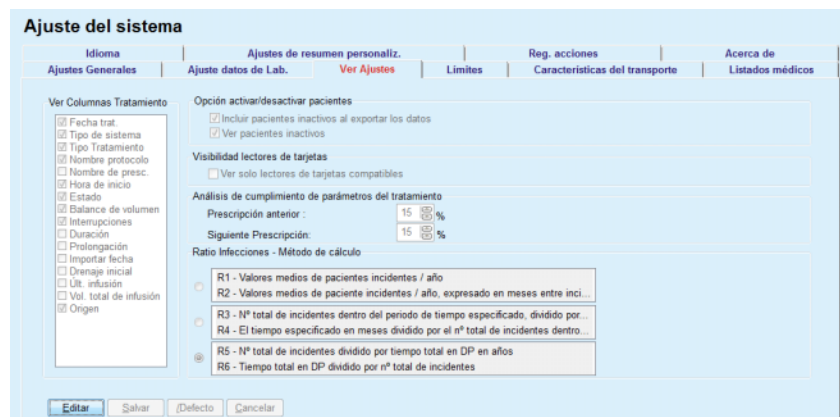 Ajuste del sistema
Idioma
Ajustes de resumen personaliz.
Reg. acciones
Acerca de
Ajustes Generales
Ajuste datos de Lab.
Ver Ajustes
Límites
Características del transporte
Listados médicos
Ver Columnas Tratamiento
Fecha trat.
Tipo de sistema
Tipo Tratamiento
Nombre protocolo
Nombre de presc.
Hora de inicio
Estado
Balance de volumen
Interrupciones
Duración
Prolongación
Importar fecha
Drenaje inicial
Últ. infusión
Vol. total de infusión
Origen
Opción activar/desactivar pacientes
Incluir pacientes inactivos al exportar los datos
Ver pacientes inactivos
Visibilidad lectores de tarjetas
Ver solo lectores de tarjetas compatibles
Análisis de cumplimiento de parámetros del tratamiento
Prescripción anterior : 15 %
Siguiente Prescripción: 15 %
Ratio Infecciones - Método de cálculo
R1 - Valores medios de pacientes incidentes / año
R2 - Valores medios de paciente incidentes / año, expresado en meses entre inci...
R3 - Nº total de incidentes dentro del periodo de tiempo especificado, dividido por...
R4 - El tiempo especificado en meses dividido por el nº total de incidentes dentro...
R5 - Nº total de incidentes dividido por tiempo total en DP en años
R6 - Tiempo total en DP dividido por nº total de incidentes
Editar
Salvar
/Defecto
Cancelar